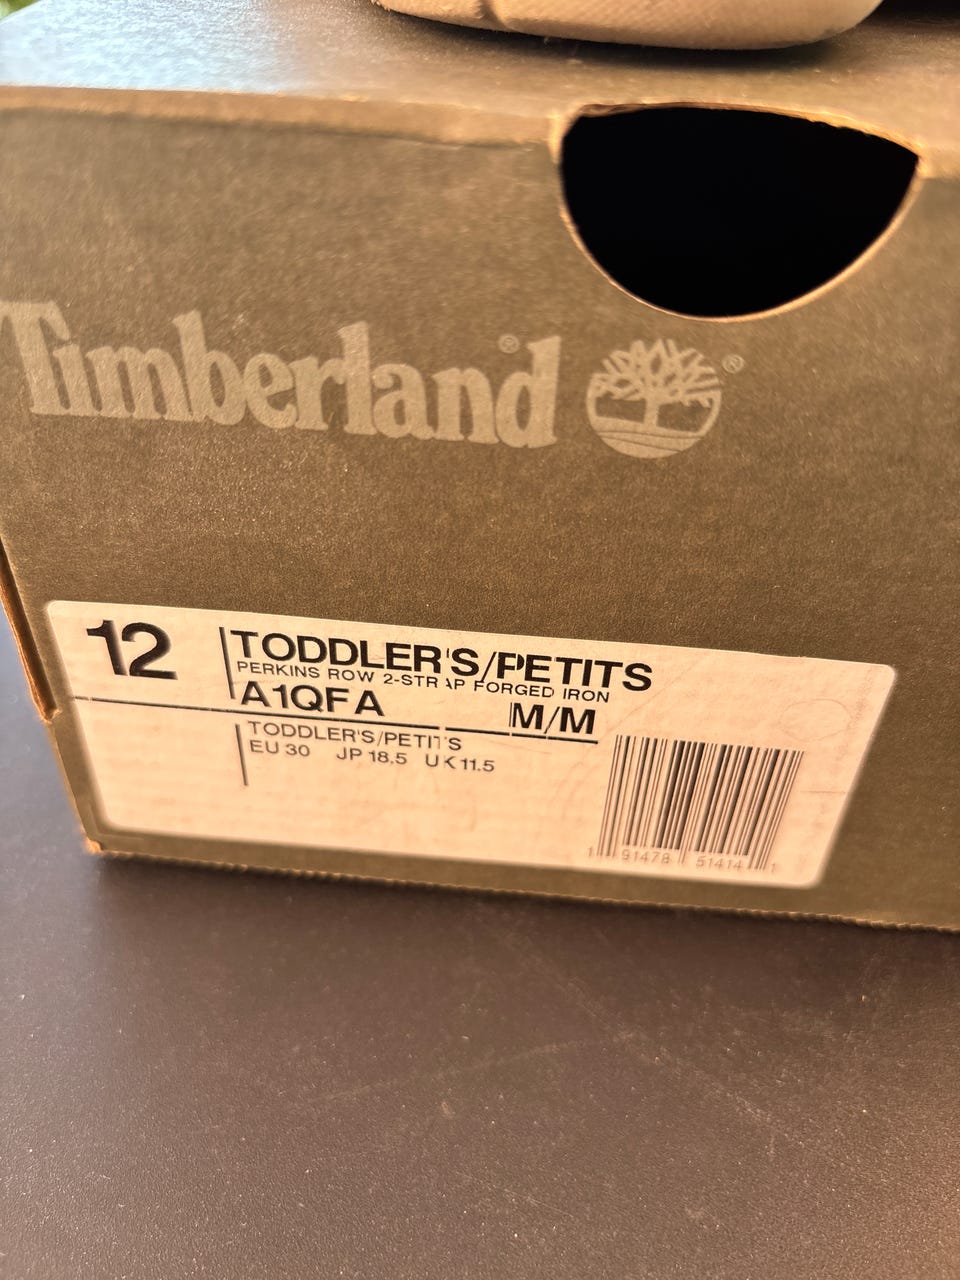 Timberland®
®
12
TODDLER'S/PETITS
PERKINS ROW 2-STRAP FORGED IRON
A1QFA M/M
TODDLER'S/PETITS
EU 30 JP 18.5 UK 11.5
1 91478 51414 1